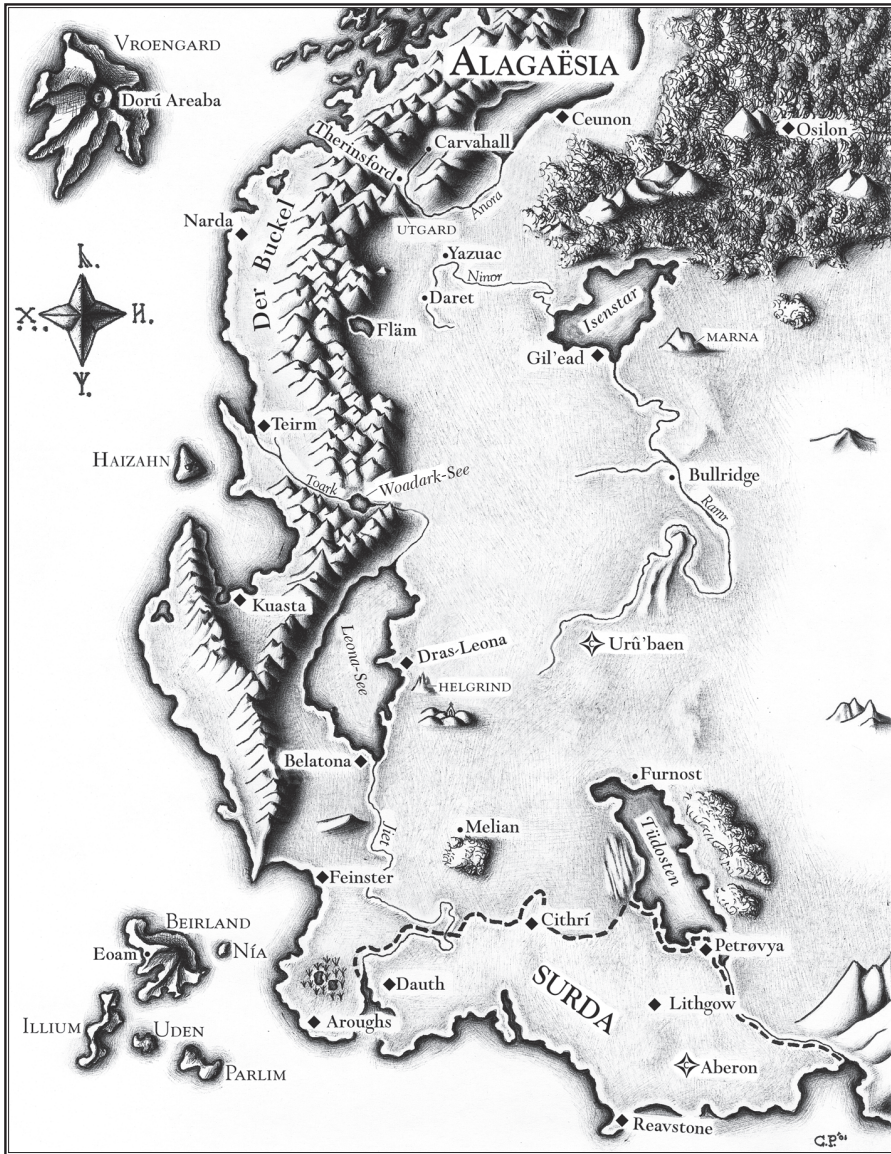 ALAGAËSIA
VROENGARD
Dorú Areaba
Ceunon
Osilon
Therinsford
Carvahall
Anora
UTGARD
Narda
Der Buckel
Yazuac
Ninor
Daret
Isenstar
Fläm
Gil’ead
MARNA
Teirm
HAIZAHN
Toark
Woadark-See
Bullridge
Ramr
Kuasta
Leona-See
Dras-Leona
Urû’baen
HELGRIND
Belatona
Furnost
Jiet
Melian
Tüdosten
Feinster
BEIRLAND
Cithrí
Eoam
NÍA
Petrøvya
Dauth
SURDA
Lithgow
ILLIUM
UDEN
Aroughs
PARLIM
Aberon
Reavstone